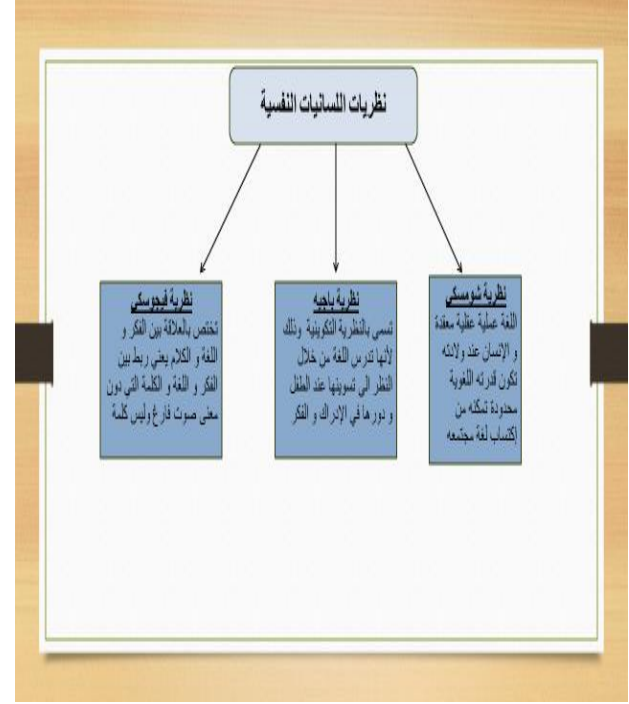 نظريات اللسانيات النفسية
نظرية شومسكي
اللغة عملية عقلية معقدة
و الإنسان عند ولادته
تكون قدرته اللغوية
محدودة تمكنه من
إكتساب لغة مجتمعه
نظرية بياجيه
تسمى بالنظرية التكوينية وذلك
لأنها تدرس اللغة من خلال
النظر الى تسوينها عند الطفل
و دورها في الإدراك و الفكر
نظرية فيجوسكي
تختص بالعلاقة بين الفكر و
اللغة و الكلام يعني ربط بين
الفكر و اللغة و الكلمة التي دون
معنى صوت فارغ وليس كلمة